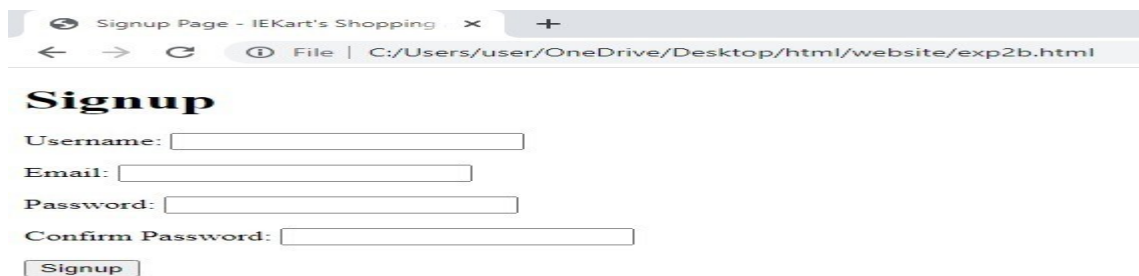 Signup Page - IEKart's Shopping
File | C:/Users/user/OneDrive/Desktop/html/website/exp2b.html
Signup
Username:
Email:
Password:
Confirm Password:
Signup